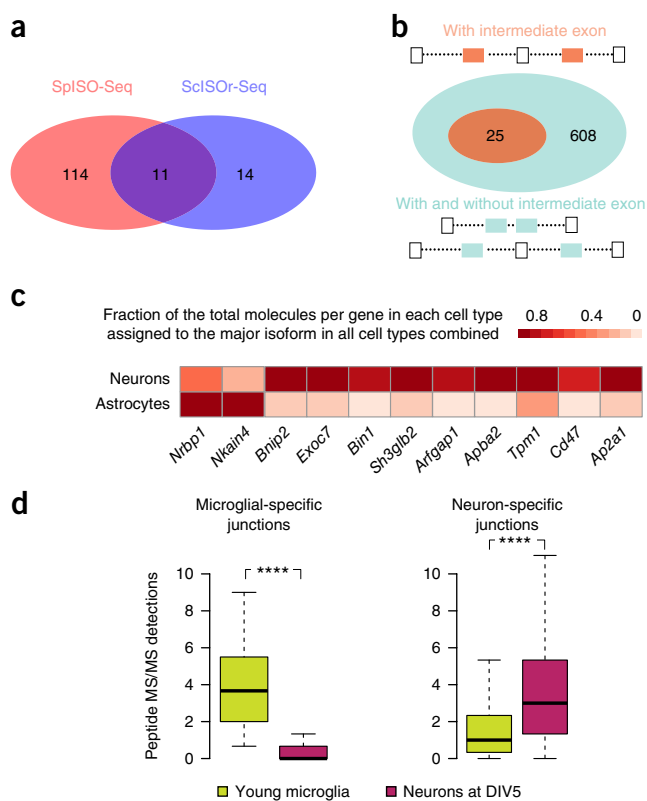 a
SpISO-Seq
ScISOr-Seq
114
11
14
b
With intermediate exon
25
608
With and without intermediate exon
c
Fraction of the total molecules per gene in each cell type
assigned to the major isoform in all cell types combined
0.8
0.4
0
Neurons
Astrocytes
Nrbp1
Nkain4
Bnip2
Exoc7
Bin1
Sh3glb2
Arfgap1
Apba2
Tpm1
Cd47
Ap2a1
d
Microglial-specific
junctions
Neuron-specific
junctions
****
****
Peptide MS/MS detections
10
8
6
4
2
0
10
8
6
4
2
0
Young microglia
Neurons at DIV5